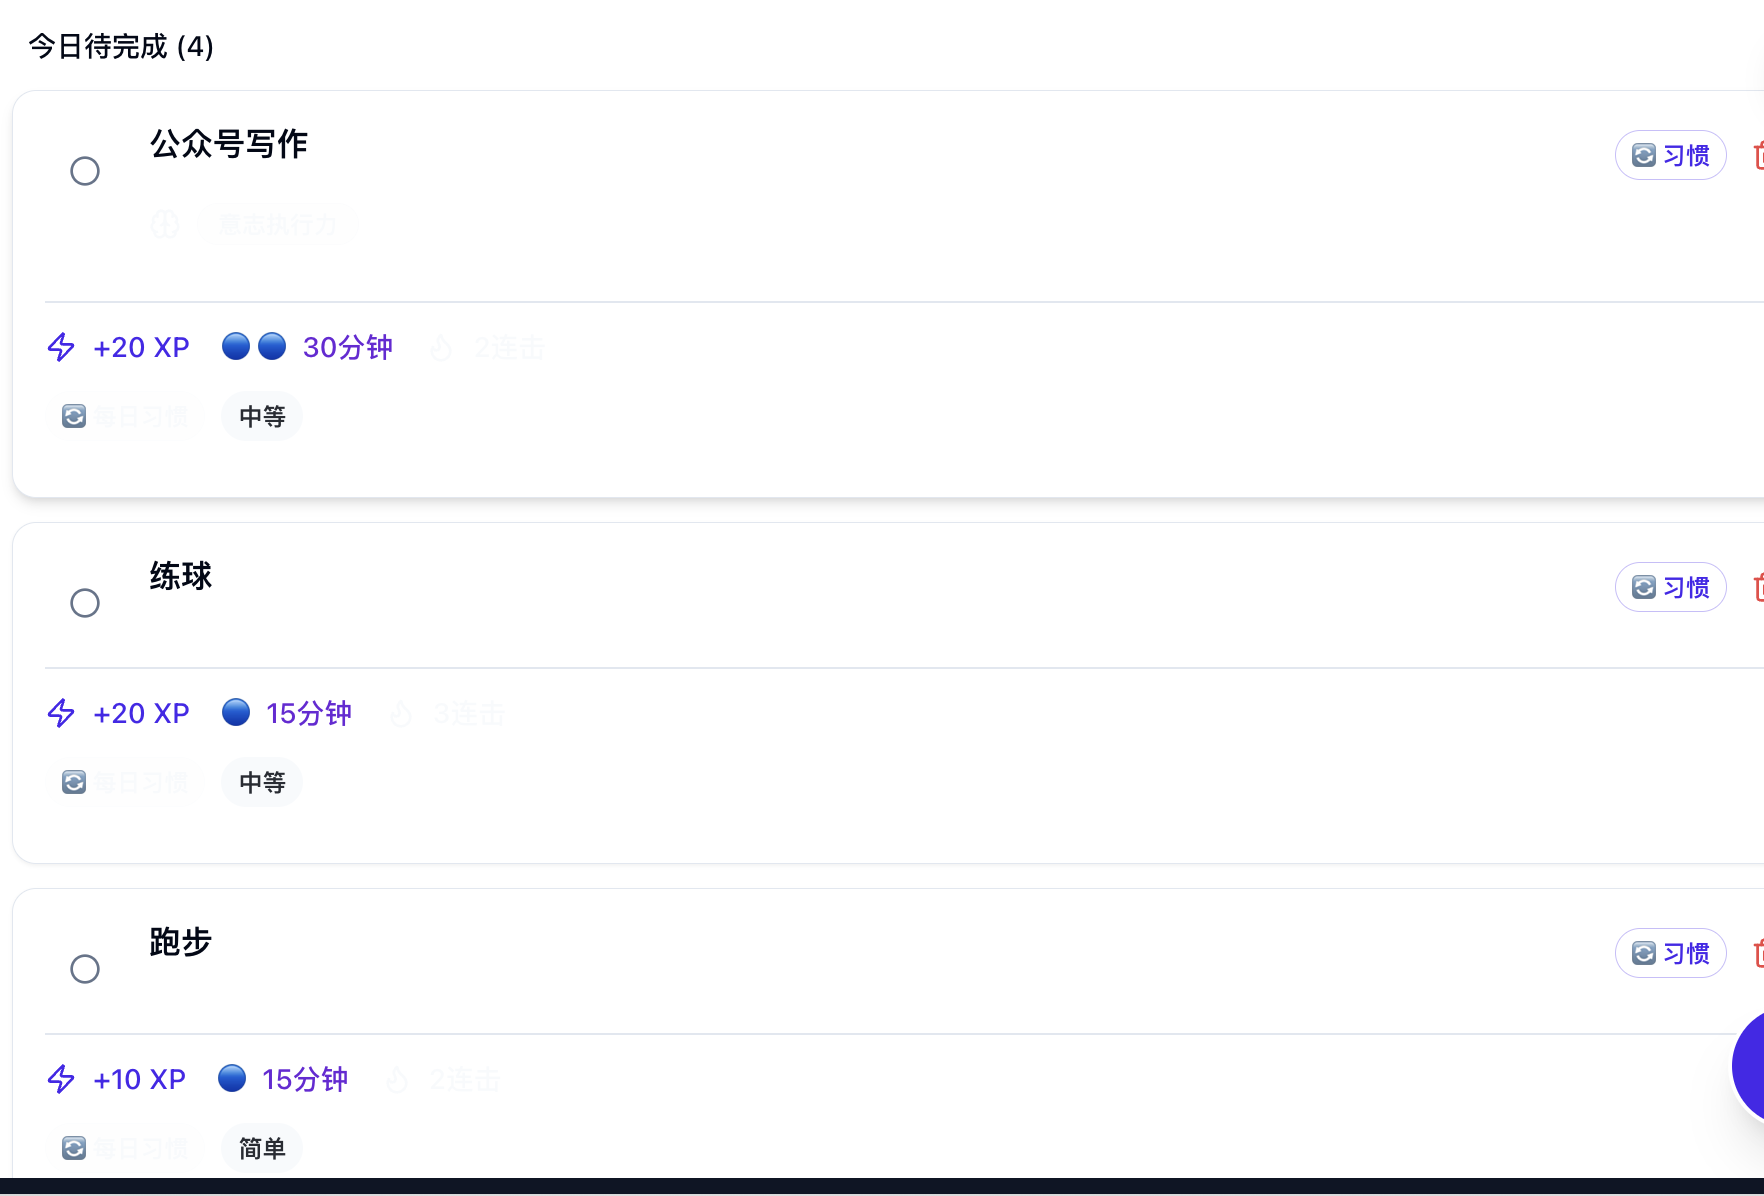 今日待完成 (4)
公众号写作
习惯
意志执行力
+20 XP 30分钟 2连击
每日习惯 中等
练球
习惯
+20 XP 15分钟 3连击
每日习惯 中等
跑步
习惯
+10 XP 15分钟 2连击
每日习惯 简单